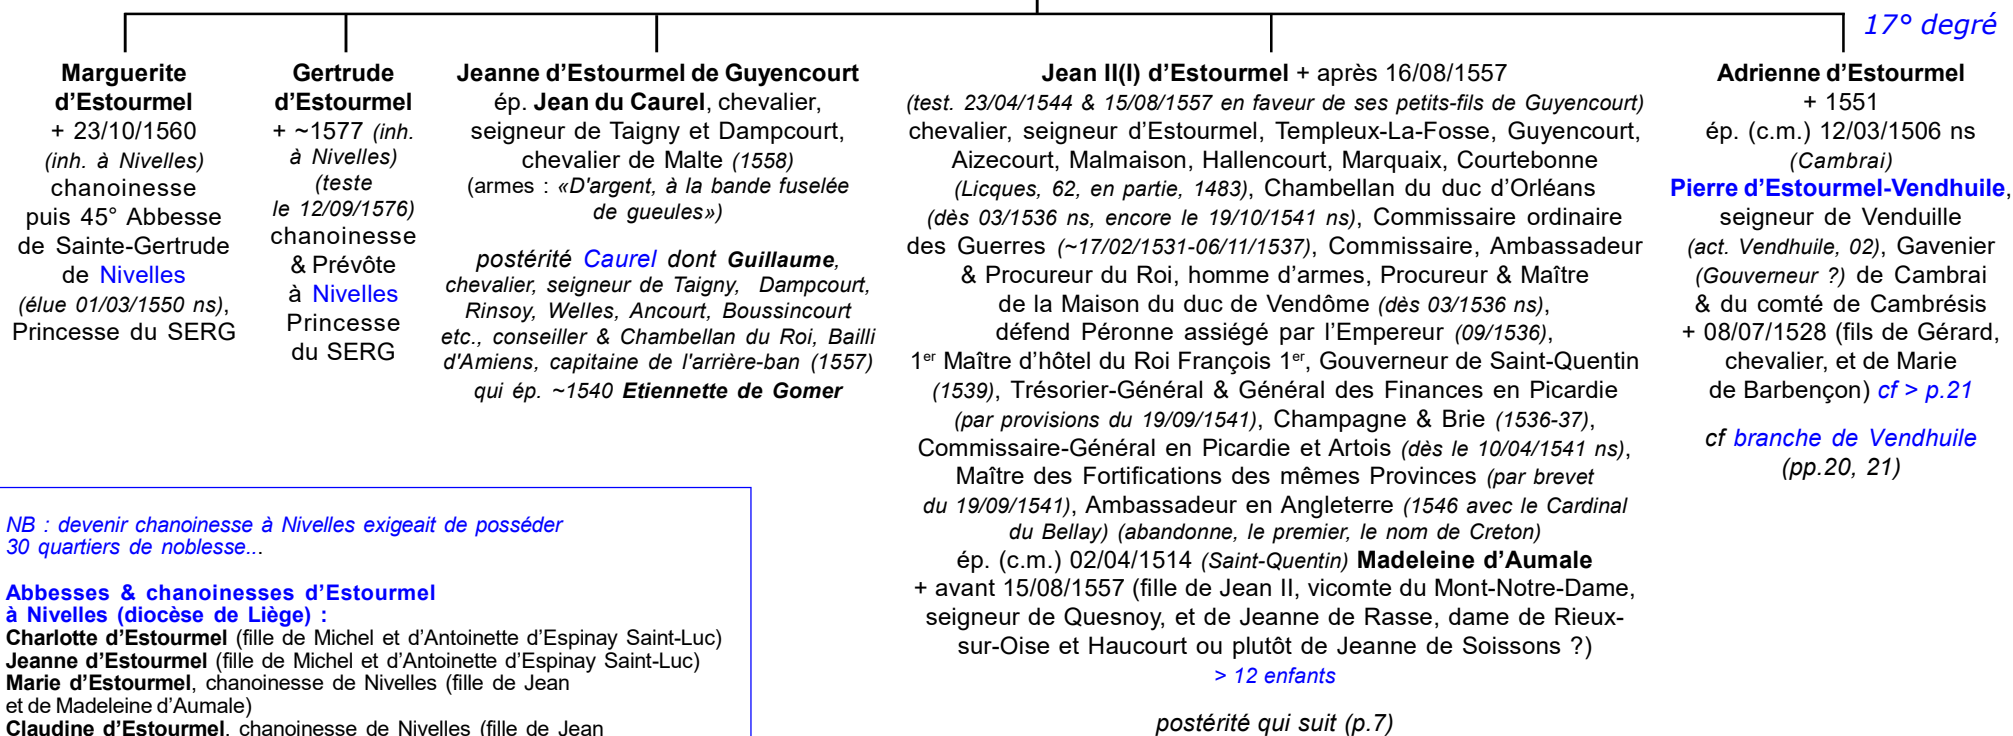 17° degré
Marguerite
d'Estourmel
+ 23/10/1560
(inh. à Nivelles)
chanoinesse
puis 45° Abbesse
de Sainte-Gertrude
de Nivelles
(élue 01/03/1550 ns),
Princesse du SERG
Gertrude
d'Estourmel
+ ~1577 (inh.
à Nivelles)
(teste
le 12/09/1576)
chanoinesse
& Prévôte
à Nivelles
Princesse
du SERG
Jeanne d'Estourmel de Guyencourt
ép. Jean du Caurel, chevalier,
seigneur de Taigny et Dampcourt,
chevalier de Malte (1558)
(armes : «D'argent, à la bande fuselée
de gueules»)
postérité Caurel dont Guillaume,
chevalier, seigneur de Taigny, Dampcourt,
Rinsoy, Welles, Ancourt, Boussincourt
etc., conseiller & Chambellan du Roi, Bailli
d'Amiens, capitaine de l'arrière-ban (1557)
qui ép. ~1540 Etiennette de Gomer
Jean II(I) d'Estourmel + après 16/08/1557
(test. 23/04/1544 & 15/08/1557 en faveur de ses petits-fils de Guyencourt)
chevalier, seigneur d'Estourmel, Templeux-La-Fosse, Guyencourt,
Aizecourt, Malmaison, Hallencourt, Marquaix, Courtebonne
(Licques, 62, en partie, 1483), Chambellan du duc d'Orléans
(dès 03/1536 ns, encore le 19/10/1541 ns), Commissaire ordinaire
des Guerres (~17/02/1531-06/11/1537), Commissaire, Ambassadeur
& Procureur du Roi, homme d'armes, Procureur & Maître
de la Maison du duc de Vendôme (dès 03/1536 ns),
défend Péronne assiégé par l'Empereur (09/1536),
1er Maître d'hôtel du Roi François 1er, Gouverneur de Saint-Quentin
(1539), Trésorier-Général & Général des Finances en Picardie
(par provisions du 19/09/1541), Champagne & Brie (1536-37),
Commissaire-Général en Picardie et Artois (dès le 10/04/1541 ns),
Maître des Fortifications des mêmes Provinces (par brevet
du 19/09/1541), Ambassadeur en Angleterre (1546 avec le Cardinal
du Bellay) (abandonne, le premier, le nom de Creton)
ép. (c.m.) 02/04/1514 (Saint-Quentin) Madeleine d'Aumale
+ avant 15/08/1557 (fille de Jean II, vicomte du Mont-Notre-Dame,
seigneur de Quesnoy, et de Jeanne de Rasse, dame de Rieux-
sur-Oise et Haucourt ou plutôt de Jeanne de Soissons ?)
> 12 enfants
postérité qui suit (p.7)
Adrienne d'Estourmel
+ 1551
ép. (c.m.) 12/03/1506 ns
(Cambrai)
Pierre d'Estourmel-Vendhuile,
seigneur de Venduille
(act. Vendhuile, 02), Gavenier
(Gouverneur ?) de Cambrai
& du comté de Cambrésis
+ 08/07/1528 (fils de Gérard,
chevalier, et de Marie
de Barbençon) cf > p.21
cf branche de Vendhuile
(pp.20, 21)
NB : devenir chanoinesse à Nivelles exigeait de posséder
30 quartiers de noblesse...
Abbesses & chanoinesses d'Estourmel
à Nivelles (diocèse de Liège) :
Charlotte d'Estourmel (fille de Michel et d'Antoinette d'Espinay Saint-Luc)
Jeanne d'Estourmel (fille de Michel et d'Antoinette d'Espinay Saint-Luc)
Marie d'Estourmel, chanoinesse de Nivelles (fille de Jean
et de Madeleine d'Aumale)
Claudine d'Estourmel, chanoinesse de Nivelles (fille de Jean